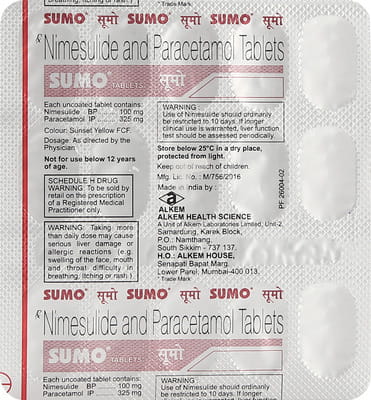 breathing, itching or rash.)
* Trade Mark
SUMO* सूमो SUMO* सूमो SUMO* सूमो
Rx Nimesulide and Paracetamol Tablets
SUMO* TABLETS सूमो
Each uncoated tablet contains:
Nimesulide BP ...... 100 mg
Paracetamol IP ...... 325 mg
Colour: Sunset Yellow FCF.
Dosage: As directed by the
Physician
Not for use below 12 years
of age.
SCHEDULE H DRUG
WARNING: To be sold by
retail on the prescription
of a Registered Medical
Practitioner only.
WARNING: Taking more
than daily dose may cause
serious liver damage or
allergic reactions (e.g.
swelling of the face, mouth
and throat difficulty in
breathing, itching or rash.)
WARNING :
Use of Nimesulide should ordinarily
be restricted to 10 days. If longer
clinical use is warranted, liver function
test should be assessed periodically.
Store below 25°C in a dry place,
protected from light.
Keep out of reach of children.
Mfg. Lic. No. : M/756/2016
Made in India by :
ALKEM
ALKEM HEALTH SCIENCE
A Unit of Alkem Laboratories Limited, Unit-2,
Samardung, Karek Block,
P.O.: Namthang,
South Sikkim - 737 137.
H.O.: ALKEM HOUSE,
Senapati Bapat Marg,
Lower Parel, Mumbai-400 013.
* Trade Mark
PF 26004-02
SUMO* सूमो SUMO* सूमो SUMO* सूमो
Rx Nimesulide and Paracetamol Tablets
SUMO* TABLETS सूमो
Each uncoated tablet contains:
Nimesulide BP ...... 100 mg
Paracetamol IP ...... 325 mg
WARNING :
Use of Nimesulide should ordinarily
be restricted to 10 days. If longer